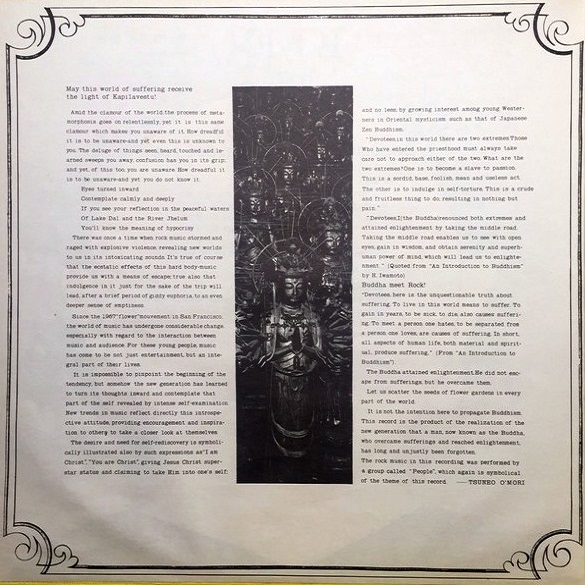 May this world of suffering receive
the light of Kapilavestu!
Amid the clamour of the world, the process of meta-
morphosis goes on relentlessly, yet it is this same
clamour which makes you unaware of it. How dreadful
it is to be unaware-and yet even this is unknown to
you. The deluge of things seen, heard, touched and le-
arned sweeps you away, confusion has you in its grip;
and yet, of this too, you are unaware. How dreadful it
is to be unaware-and yet you do not know it.
Eyes turned inward
Contemplate calmly and deeply
If you see your reflection in the peaceful waters
Of Lake Dal and the River Jhelum
You'll know the meaning of hypocrisy
There was once a time when rock music stormed and
raged with explosive violence, revealing new worlds
to us in its intoxicating sounds. It's true of course
that the ecstatic effects of this hard body-music
provide us with a means of escape; true also that
indulgence in it just for the sake of the trip will
lead, after a brief period of giddy euphoria, to an even
deeper sense of emptiness.
Since the 1967 "flower" movement in San Francisco,
the world of music has undergone considerable change,
especially with regard to the interaction between
music and audience. For these young people, music
has come to be not just entertainment, but an inte-
gral part of their lives.
It is impossible to pinpoint the beginning of the
tendency, but somehow the new generation has learned
to turn its thoughts inward and contemplate that
part of the self revealed by intense self-examination.
New trends in music reflect directly this introspec-
tive attitude, providing encouragement and inspira-
tion to others to take a closer look at themselves.
The desire and need for self-rediscovery is symboli-
cally illustrated also by such expressions as "I am
Christ", "You are Christ", giving Jesus Christ super-
star status and claiming to take Him into one's self;
and no less, by growing interest among young Wester-
ners in Oriental mysticism such as that of Japanese
Zen Buddhism.
"Devoteen, in this world there are two extremes. Those
Who have entered the priesthood must always take
care not to approach either of the two. What are the
two extremes? One is to become a slave to passion.
This is a sordid, base, foolish, mean and useless act.
The other is to indulge in self-torture. This is a crude
and fruitless thing to do, resulting in nothing but
pain."
"Devoteen, I (the Buddha) renounced both extremes and
attained enlightenment by taking the middle road.
Taking the middle road enables us to see with open
eyes, gain in wisdom, and obtain serenity and superh-
uman power of mind, which will lead us to enlighte-
nment." (Quoted from "An Introduction to Buddhism"
by H. Iwamoto)
Buddha meet Rock!
"Devoteen, here is the unquestionable truth about
suffering. To live in this world means to suffer. To
gain in years, to be sick, to die, also causes sufferi-
ng. To meet a person one hates, to be separated from
a person one loves, are causes of suffering. In short,
all aspects of human life, both material and spirit-
ual, produce suffering." (From "An Introduction to
Buddhism").
The Buddha attained enlightenment. He did not esc-
ape from sufferings, but he overcame them.
Let us scatter the seeds of flower gardens in every
part of the world.
It is not the intention here to propagate Buddhism.
This record is the product of the realization of the
new generation that a man, now known as the Buddha,
who overcame sufferings and reached enlightenment,
has long and unjustly been forgotten.
The rock music in this recording was performed by
a group called "People", which again is symbolical
of the theme of this record. —TSUNEO O'MORI